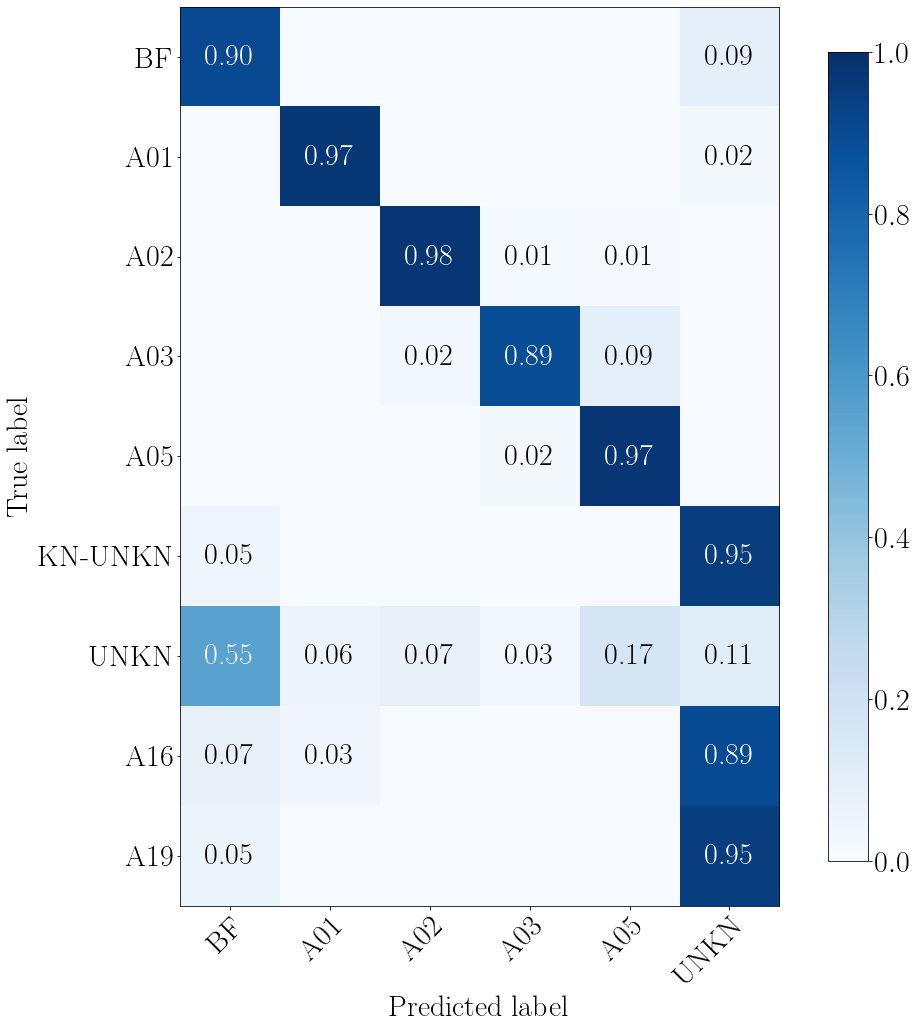 BF 0.90 0.09
A01 0.97 0.02
A02 0.98 0.01 0.01
A03 0.02 0.89 0.09
A05 0.02 0.97
KN-UNKN 0.05 0.95
UNKN 0.55 0.06 0.07 0.03 0.17 0.11
A16 0.07 0.03 0.89
A19 0.05 0.95
True label
BF A01 A02 A03 A05 UNKN
Predicted label
1.0
0.8
0.6
0.4
0.2
0.0